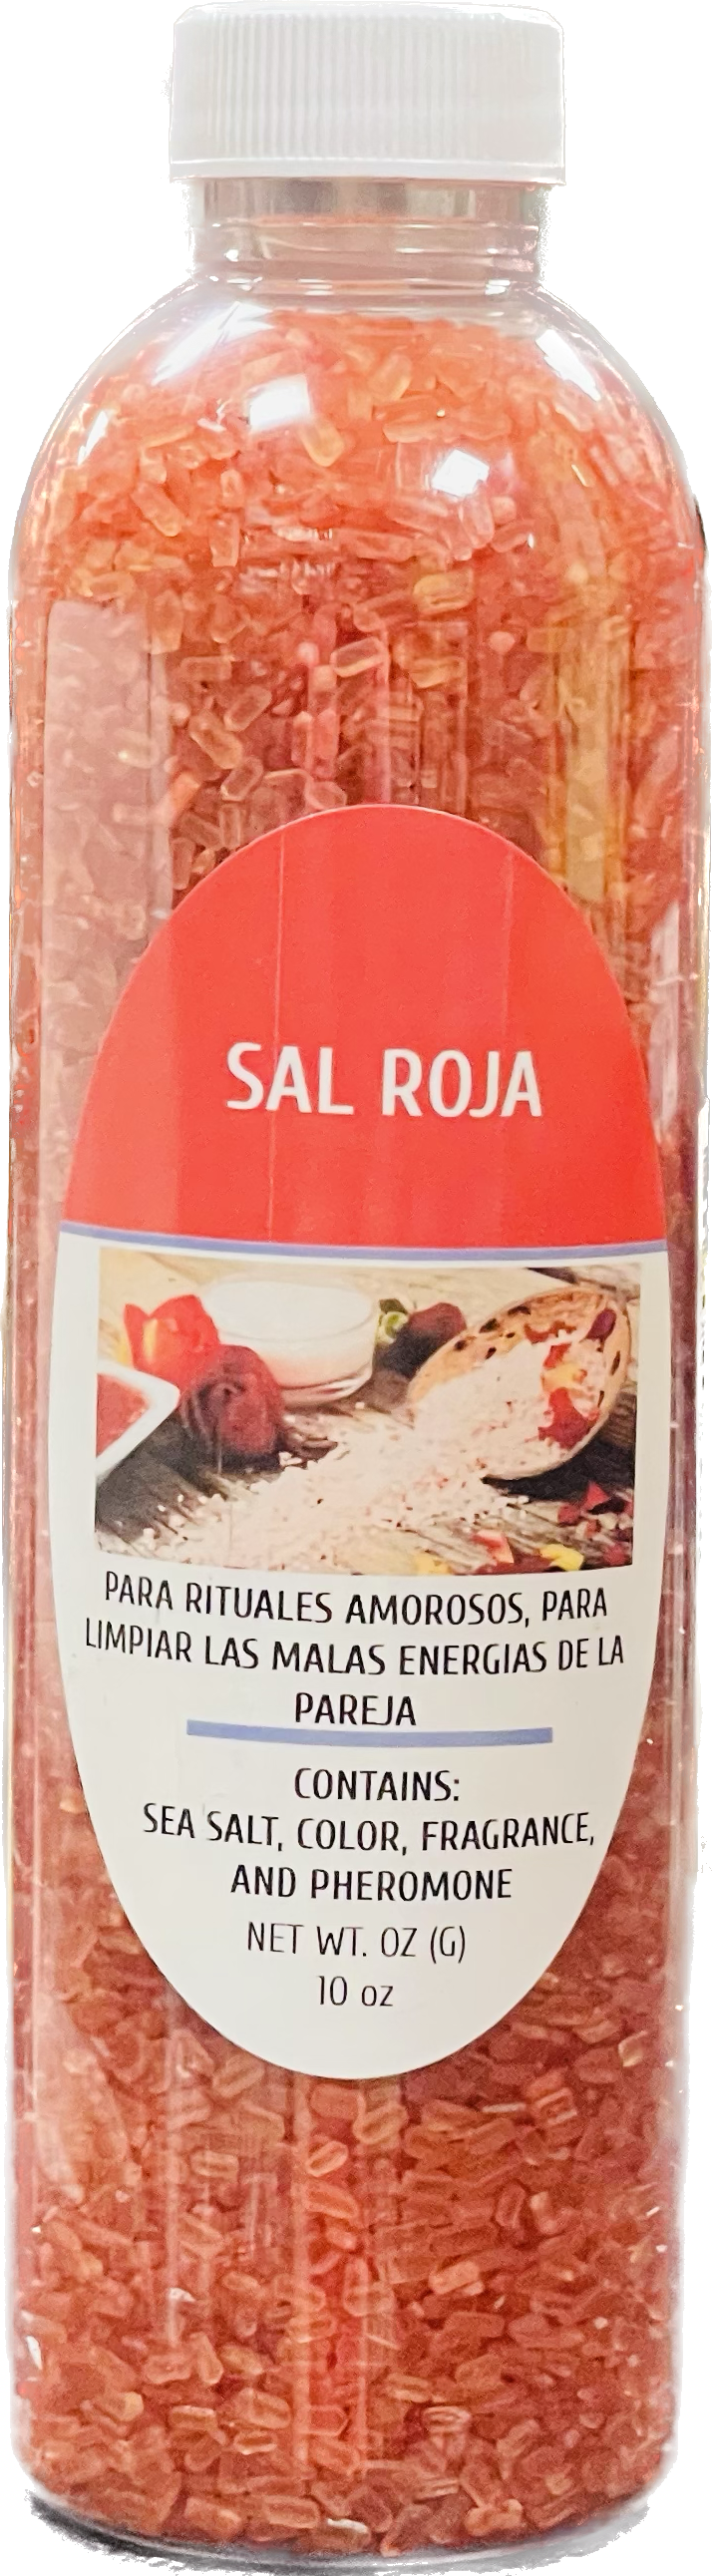 SAL ROJA
PARA RITUALES AMOROSOS, PARA
LIMPIAR LAS MALAS ENERGIAS DE LA
PAREJA
CONTAINS:
SEA SALT, COLOR, FRAGRANCE,
AND PHEROMONE
NET WT. OZ (G)
10 oz